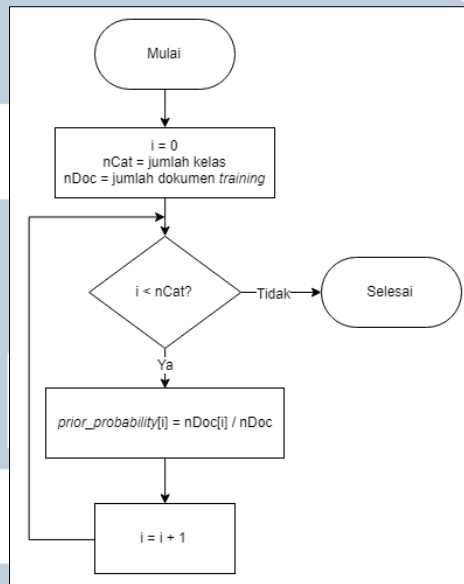 Mulai
i = 0
nCat = jumlah kelas
nDoc = jumlah dokumen training
i < nCat?
Tidak
Selesai
Ya
prior_probability[i] = nDoc[i] / nDoc
i = i + 1